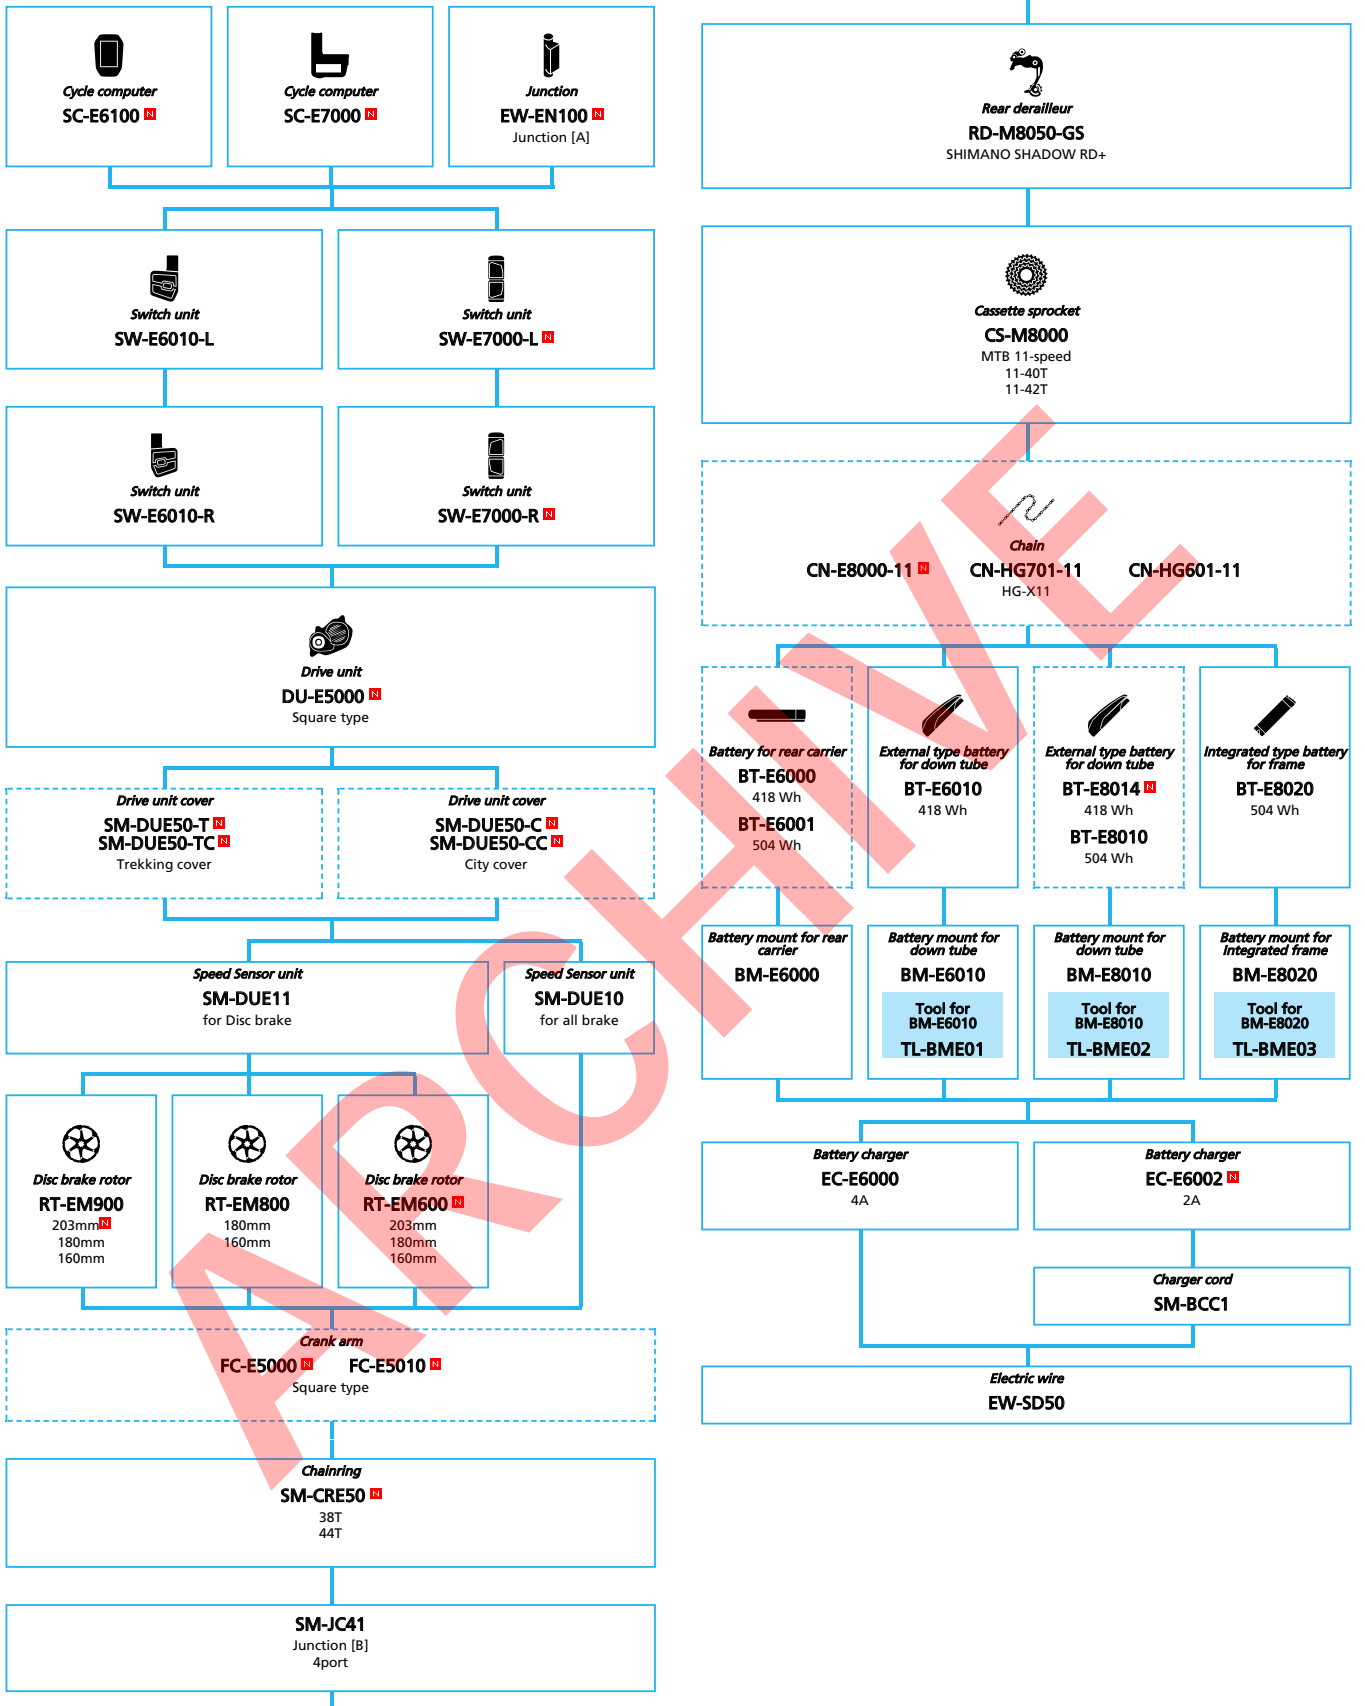 Cycle computer
SC-E6100 N
Cycle computer
SC-E7000 N
Junction
EW-EN100 N
Junction [A]
Switch unit
SW-E6010-L
Switch unit
SW-E7000-L N
Switch unit
SW-E6010-R
Switch unit
SW-E7000-R N
Drive unit
DU-E5000 N
Square type
Drive unit cover
SM-DUE50-T N
SM-DUE50-TC N
Trekking cover
Drive unit cover
SM-DUE50-C N
SM-DUE50-CC N
City cover
Speed Sensor unit
SM-DUE11
for Disc brake
Speed Sensor unit
SM-DUE10
for all brake
Disc brake rotor
RT-EM900
203mm N
180mm
160mm
Disc brake rotor
RT-EM800
180mm
160mm
Disc brake rotor
RT-EM600 N
203mm
180mm
160mm
Crank arm
FC-E5000 N FC-E5010 N
Square type
Chainring
SM-CRE50 N
38T
44T
SM-JC41
Junction [B]
4port
Rear derailleur
RD-M8050-GS
SHIMANO SHADOW RD+
Cassette sprocket
CS-M8000
MTB 11-speed
11-40T
11-42T
Chain
CN-E8000-11 N CN-HG701-11 CN-HG601-11
HG-X11
Battery for rear carrier
BT-E6000
418 Wh
BT-E6001
504 Wh
External type battery
for down tube
BT-E6010
418 Wh
External type battery
for down tube
BT-E8014 N
418 Wh
BT-E8010
504 Wh
Integrated type battery
for frame
BT-E8020
504 Wh
Battery mount for rear
carrier
BM-E6000
Battery mount for
down tube
BM-E6010
Tool for
BM-E6010
TL-BME01
Battery mount for
down tube
BM-E8010
Tool for
BM-E8010
TL-BME02
Battery mount for
Integrated frame
BM-E8020
Tool for
BM-E8020
TL-BME03
Battery charger
EC-E6000
4A
Battery charger
EC-E6002 N
2A
Charger cord
SM-BCC1
Electric wire
EW-SD50
ARCHIVE